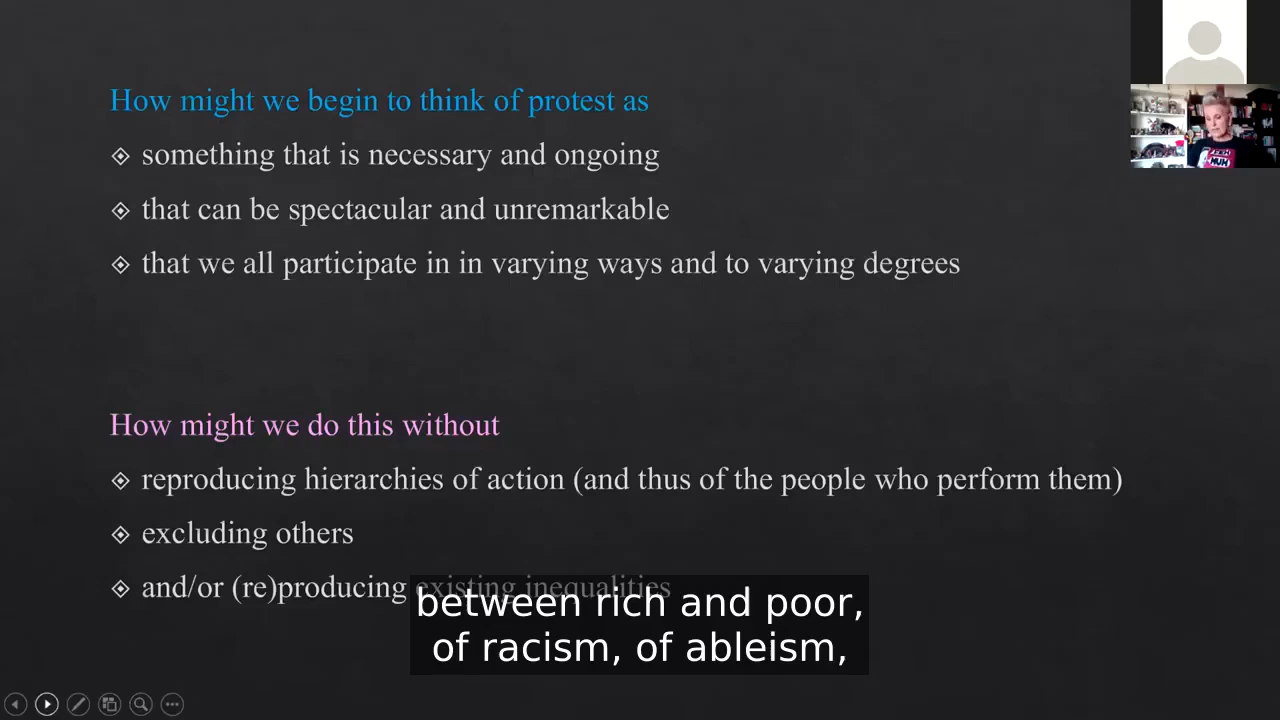 How might we begin to think of protest as
something that is necessary and ongoing
that can be spectacular and unremarkable
that we all participate in in varying ways and to varying degrees
How might we do this without
reproducing hierarchies of action (and thus of the people who perform them)
excluding others
and/or (re)producing existing inequalities
between rich and poor,
of racism, of ableism,